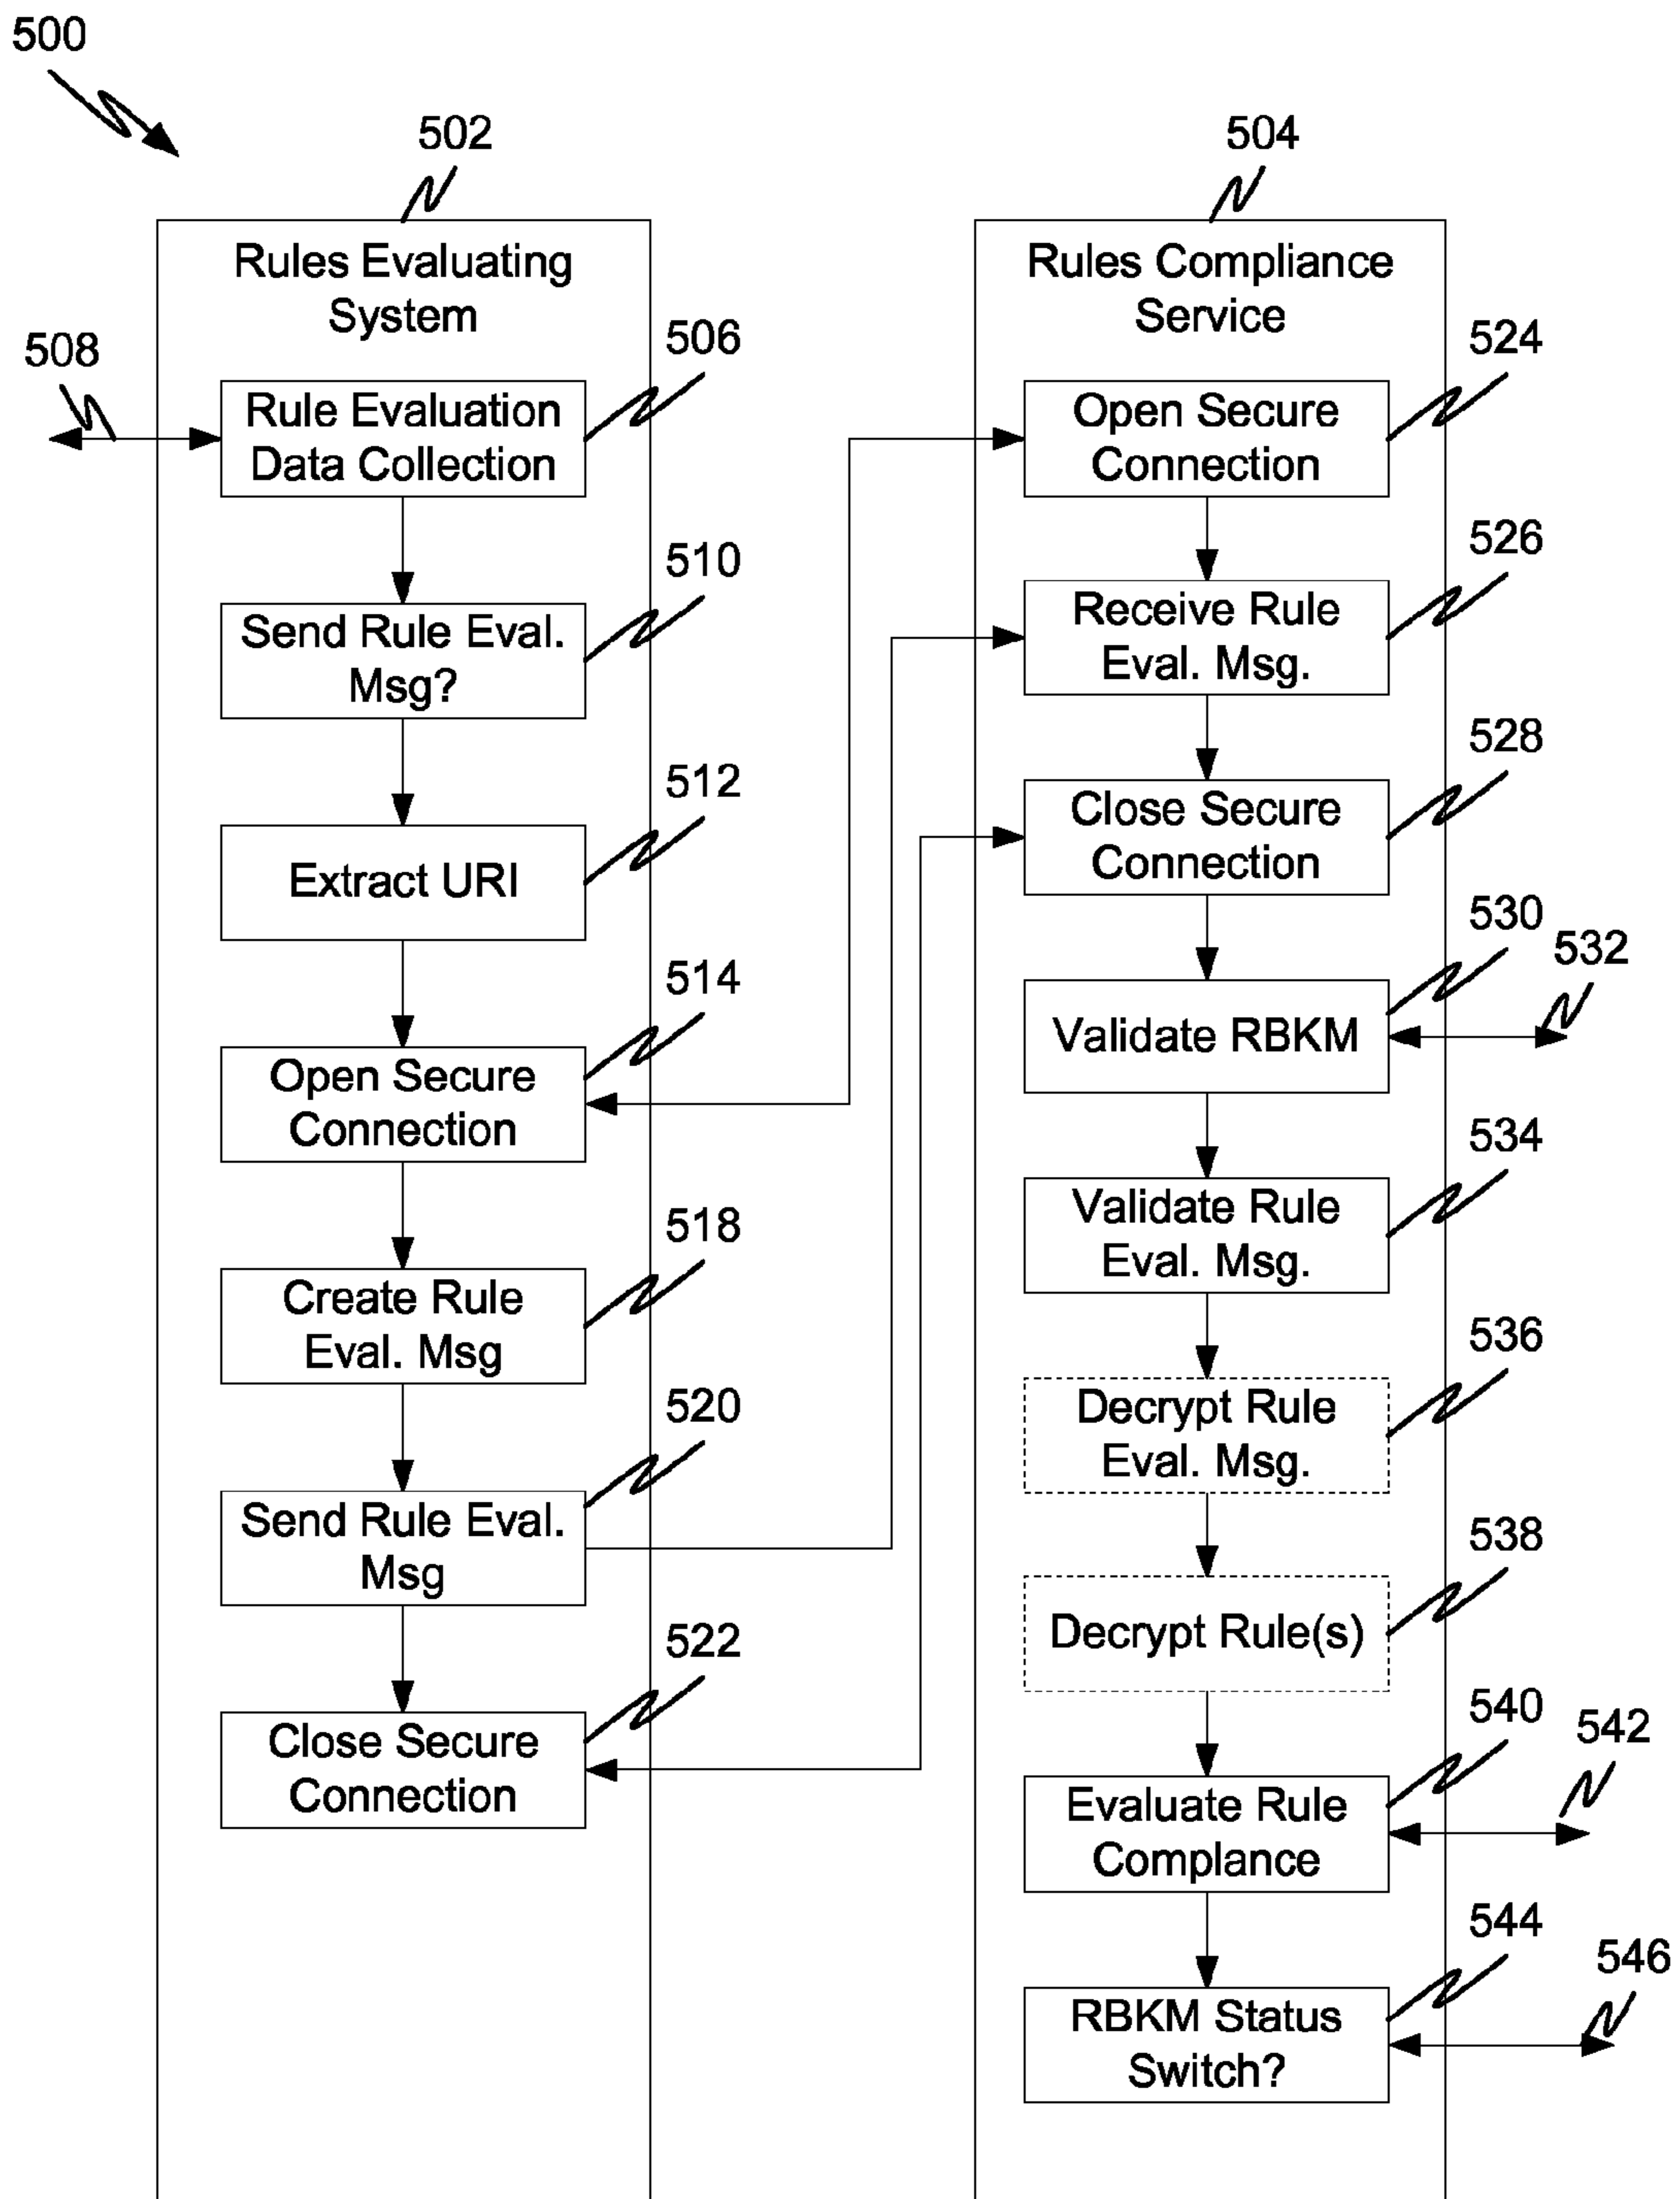 500
502
504
Rules Evaluating
System
Rules Compliance
Service
508
506
524
Rule Evaluation
Data Collection
Open Secure
Connection
510
526
Send Rule Eval.
Msg?
Receive Rule
Eval. Msg.
512
528
Extract URI
Close Secure
Connection
514
530
532
Open Secure
Connection
Validate RBKM
518
534
Create Rule
Eval. Msg
Validate Rule
Eval. Msg.
520
536
Send Rule Eval.
Msg
Decrypt Rule
Eval. Msg.
522
538
Close Secure
Connection
Decrypt Rule(s)
540
542
Evaluate Rule
Complance
544
546
RBKM Status
Switch?